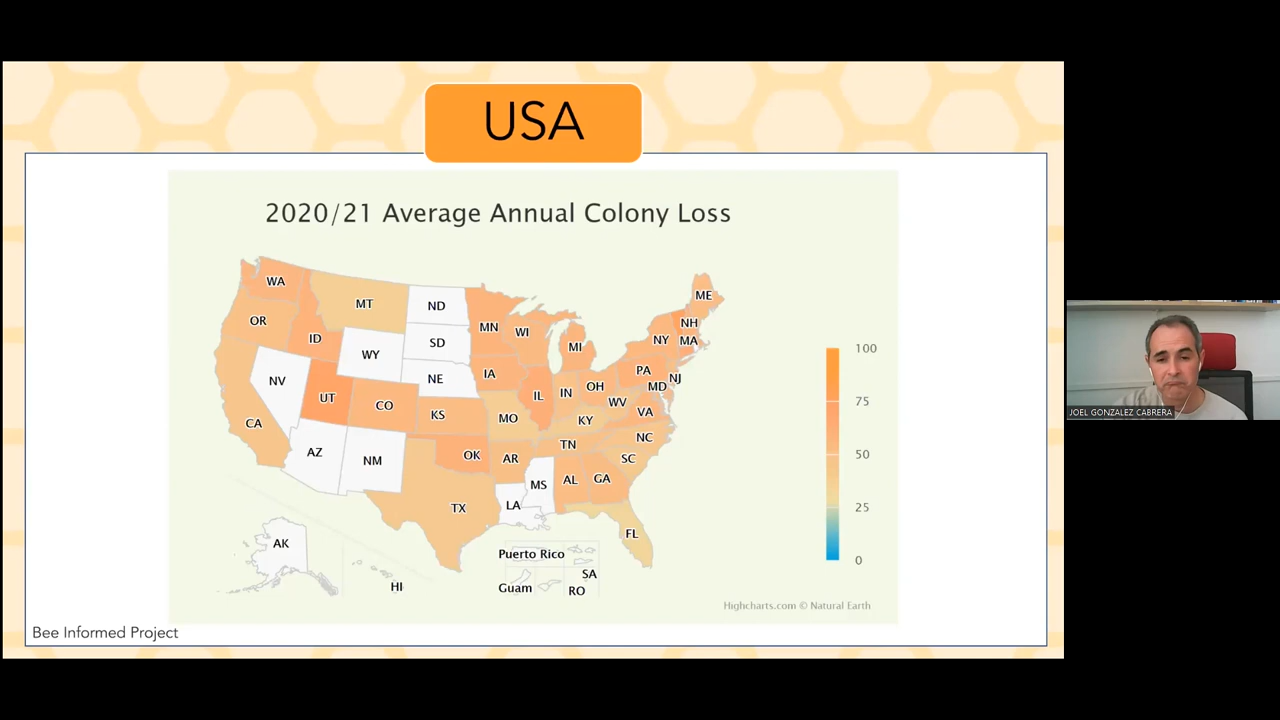 USA
2020/21 Average Annual Colony Loss
WA
MT
ND
MN
ME
OR
ID
WY
SD
WI
MI
NY
NH
MA
NV
UT
CO
NE
IA
IL
IN
OH
PA
NJ
MD
CA
KS
MO
KY
WV
VA
AZ
NM
OK
AR
TN
NC
SC
TX
LA
MS
AL
GA
FL
AK
HI
Puerto Rico
Guam
SA
RO
100
75
50
25
0
Highcharts.com © Natural Earth
Bee Informed Project
JOEL GONZALEZ CABRERA